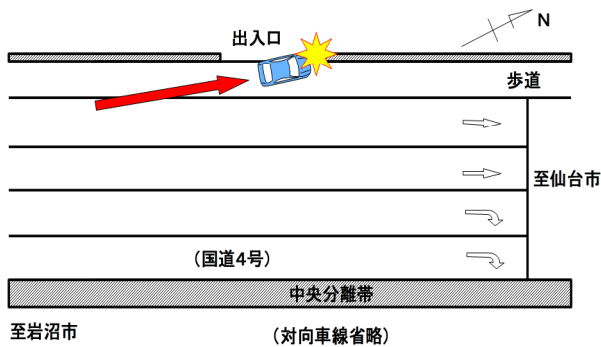 出入口
N
歩道
至仙台市
（国道4号）
中央分離帯
至岩沼市
（対向車線省略）